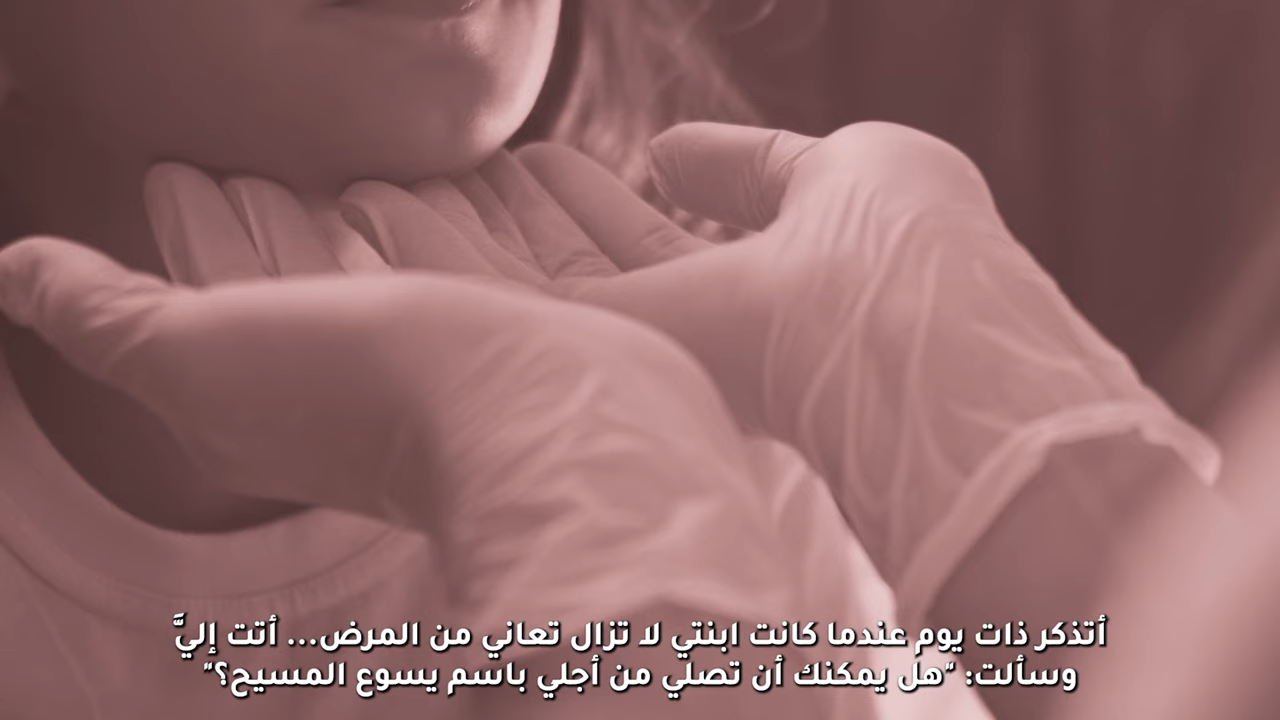 أتذكر ذات يوم عندما كانت ابنتي لا تزال تعاني من المرض... أتت إليَّ
وسألت: "هل يمكنك أن تصلي من أجلي باسم يسوع المسيح؟"